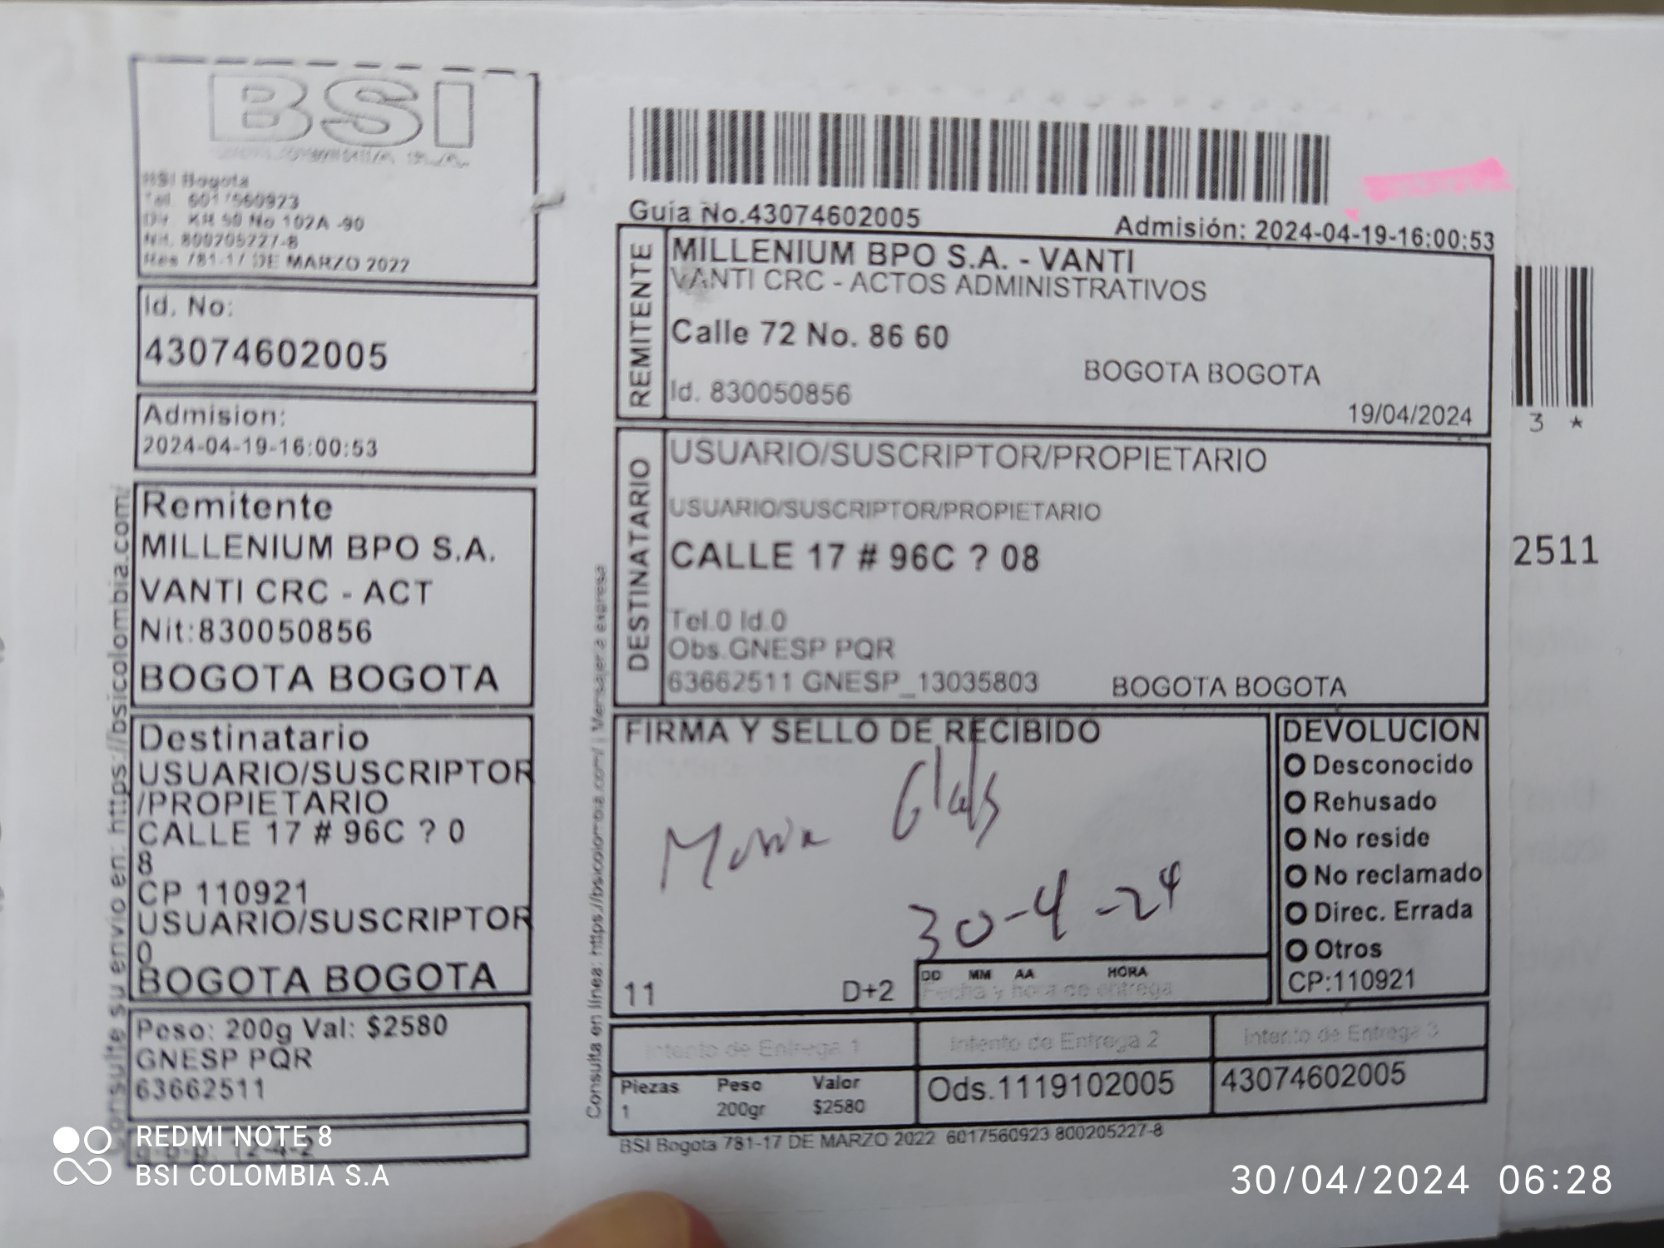 BSI
BSI Bogota
Tel. 6017560923
Dir. KR 50 No 102A -90
Nit. 800205227-8
Res 781-17 DE MARZO 2022
Id. No:
43074602005
Admision:
2024-04-19-16:00:53
Remitente
MILLENIUM BPO S.A.
VANTI CRC - ACT
Nit:830050856
BOGOTA BOGOTA
Destinatario
USUARIO/SUSCRIPTOR
/PROPIETARIO
CALLE 17 # 96C ? 0
8
CP 110921
USUARIO/SUSCRIPTOR
0
BOGOTA BOGOTA
Peso: 200g Val: $2580
GNESP PQR
63662511
Consulte su envio en: https://bsicolombia.com/
Guia No.43074602005
Admisión: 2024-04-19-16:00:53
REMITENTE
MILLENIUM BPO S.A. - VANTI
VANTI CRC - ACTOS ADMINISTRATIVOS
Calle 72 No. 86 60
BOGOTA BOGOTA
Id. 830050856
19/04/2024
DESTINATARIO
USUARIO/SUSCRIPTOR/PROPIETARIO
USUARIO/SUSCRIPTOR/PROPIETARIO
CALLE 17 # 96C ? 08
Tel.0 Id.0
Obs.GNESP PQR
63662511 GNESP_13035803
BOGOTA BOGOTA
FIRMA Y SELLO DE RECIBIDO
Maria
30-4-24
11
D+2
DD MM AA HORA
Fecha y hora de entrega
DEVOLUCION
Desconocido
Rehusado
No reside
No reclamado
Direc. Errada
Otros
CP:110921
Intento de Entrega 1
Intento de Entrega 2
Intento de Entrega 3
Piezas Peso Valor
1 200gr $2580
Ods.1119102005
43074602005
BSI Bogota 781-17 DE MARZO 2022 6017560923 800205227-8
Consulta en línea: https://bsicolombia.com/ | Mensajeria expresa
3 *
2511
REDMI NOTE 8
BSI COLOMBIA S.A
30/04/2024 06:28